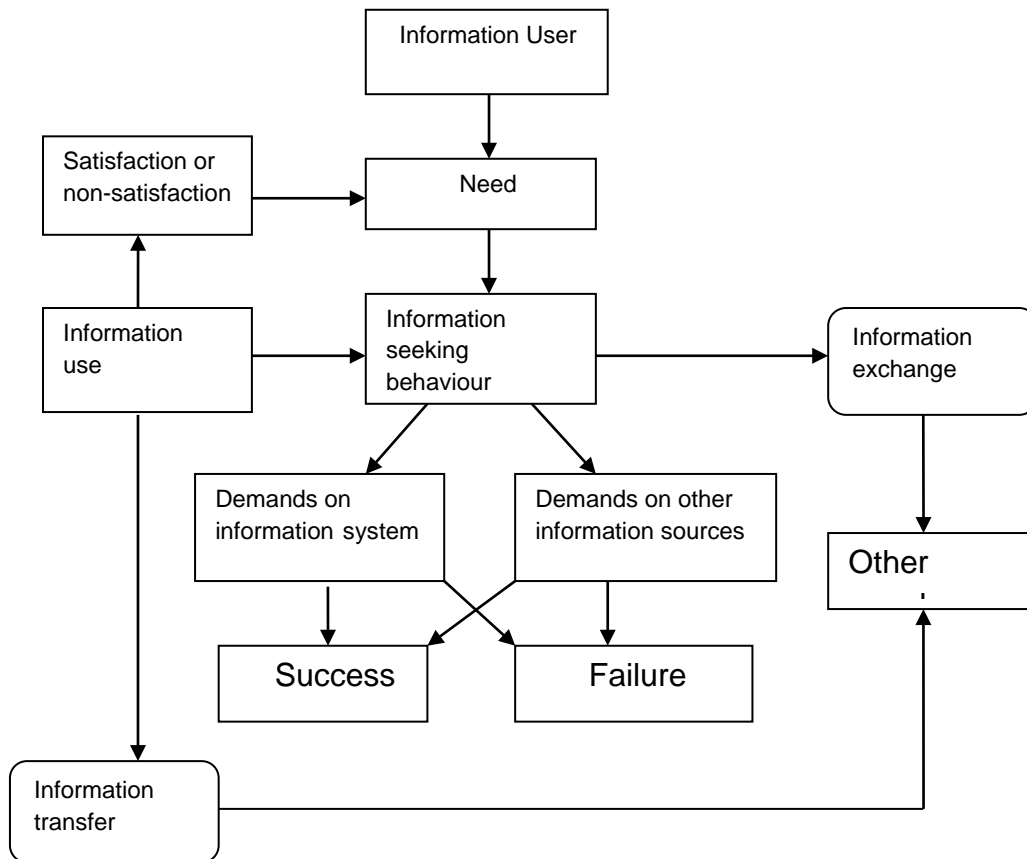 Information User
Satisfaction or
non-satisfaction
Need
Information
use
Information
seeking
behaviour
Information
exchange
Demands on
information system
Demands on other
information sources
Other
Success
Failure
Information
transfer